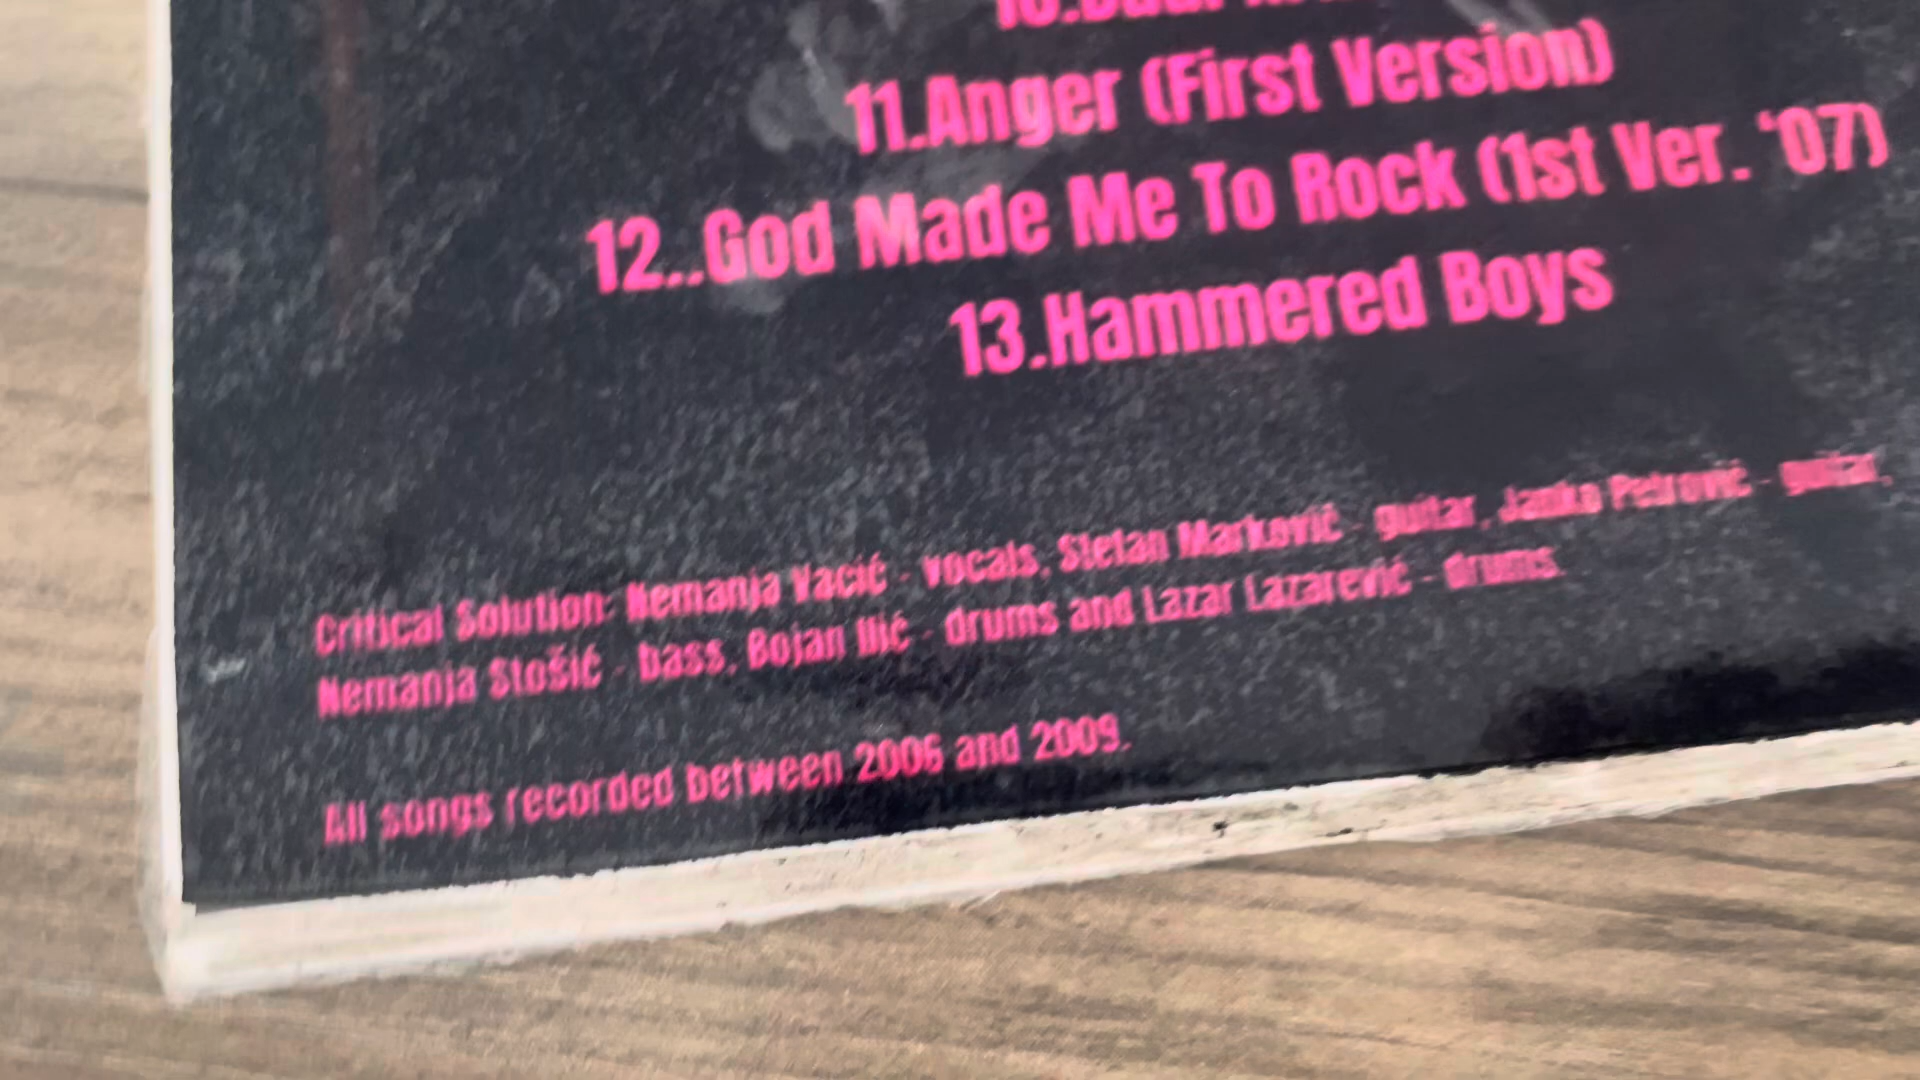 11.Anger (First Version)
12..God Made Me To Rock (1st Ver. '07)
13.Hammered Boys
Critical Solution: Nemanja Vacić - vocals, Stefan Marković - guitar, Janko Petrović - guitar,
Nemanja Stošić - bass, Bojan Ilić - drums and Lazar Lazarević - drums.
All songs recorded between 2006 and 2009.